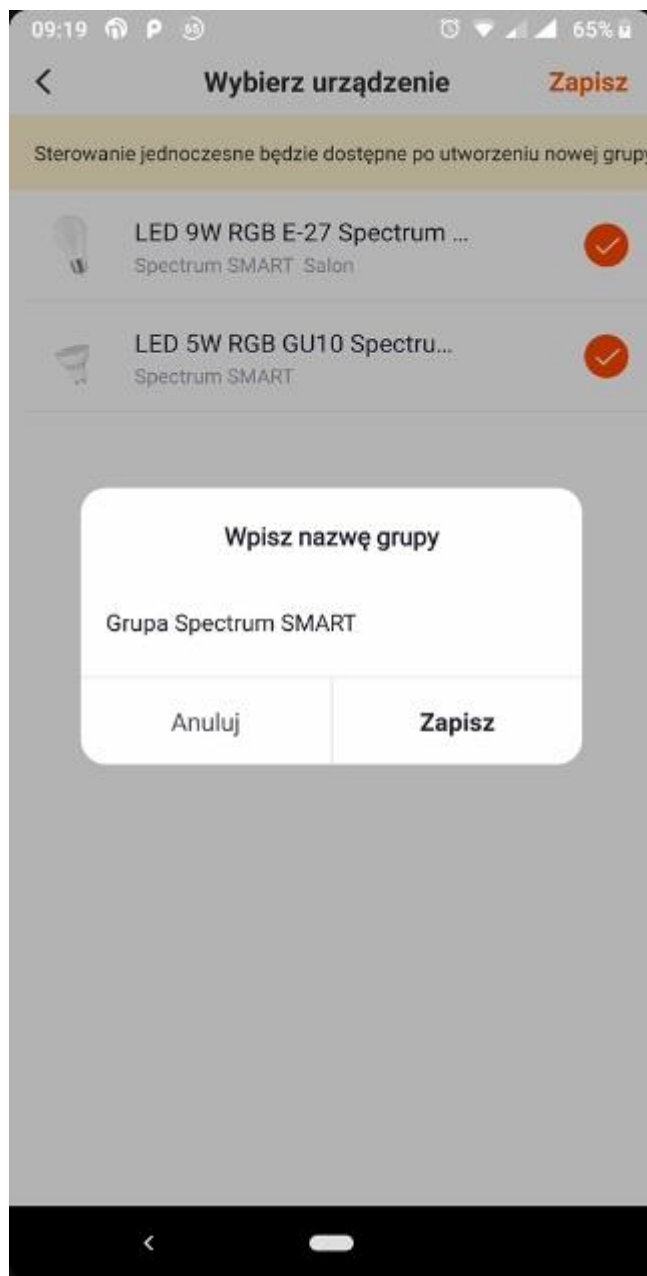 09:19 P 65 65%
Wybierz urządzenie Zapisz
Sterowanie jednoczesne będzie dostępne po utworzeniu nowej grupy
LED 9W RGB E-27 Spectrum ...
Spectrum SMART Salon
LED 5W RGB GU10 Spectru...
Spectrum SMART
Wpisz nazwę grupy
Grupa Spectrum SMART
Anuluj Zapisz